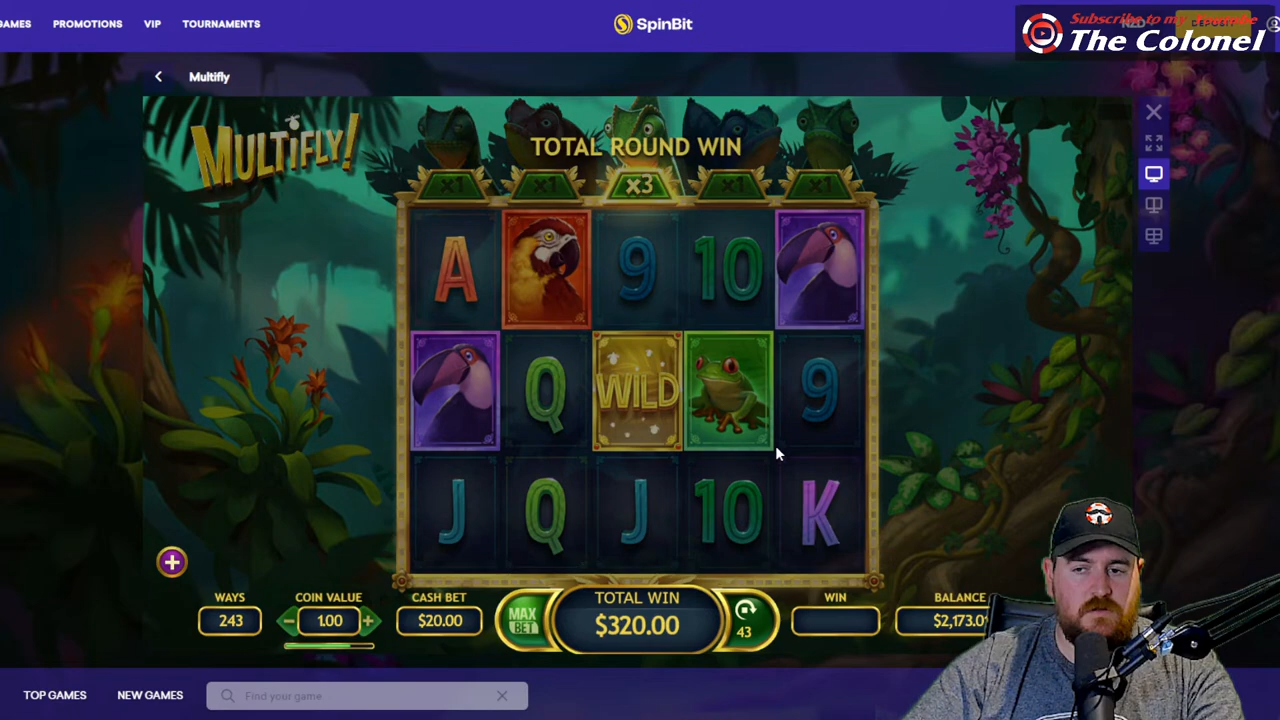 GAMES PROMOTIONS VIP TOURNAMENTS
SpinBit
Subscribe to my Youtube
The Colonel
Multifly
MULTIFLY!
TOTAL ROUND WIN
x1 x1 x3 x1 x1
A 9 10
Q WILD 9
J Q J 10 K
WAYS
243
COIN VALUE
1.00
CASH BET
$20.00
MAX
BET
TOTAL WIN
$320.00
43
WIN
BALANCE
TOP GAMES NEW GAMES
Find your game